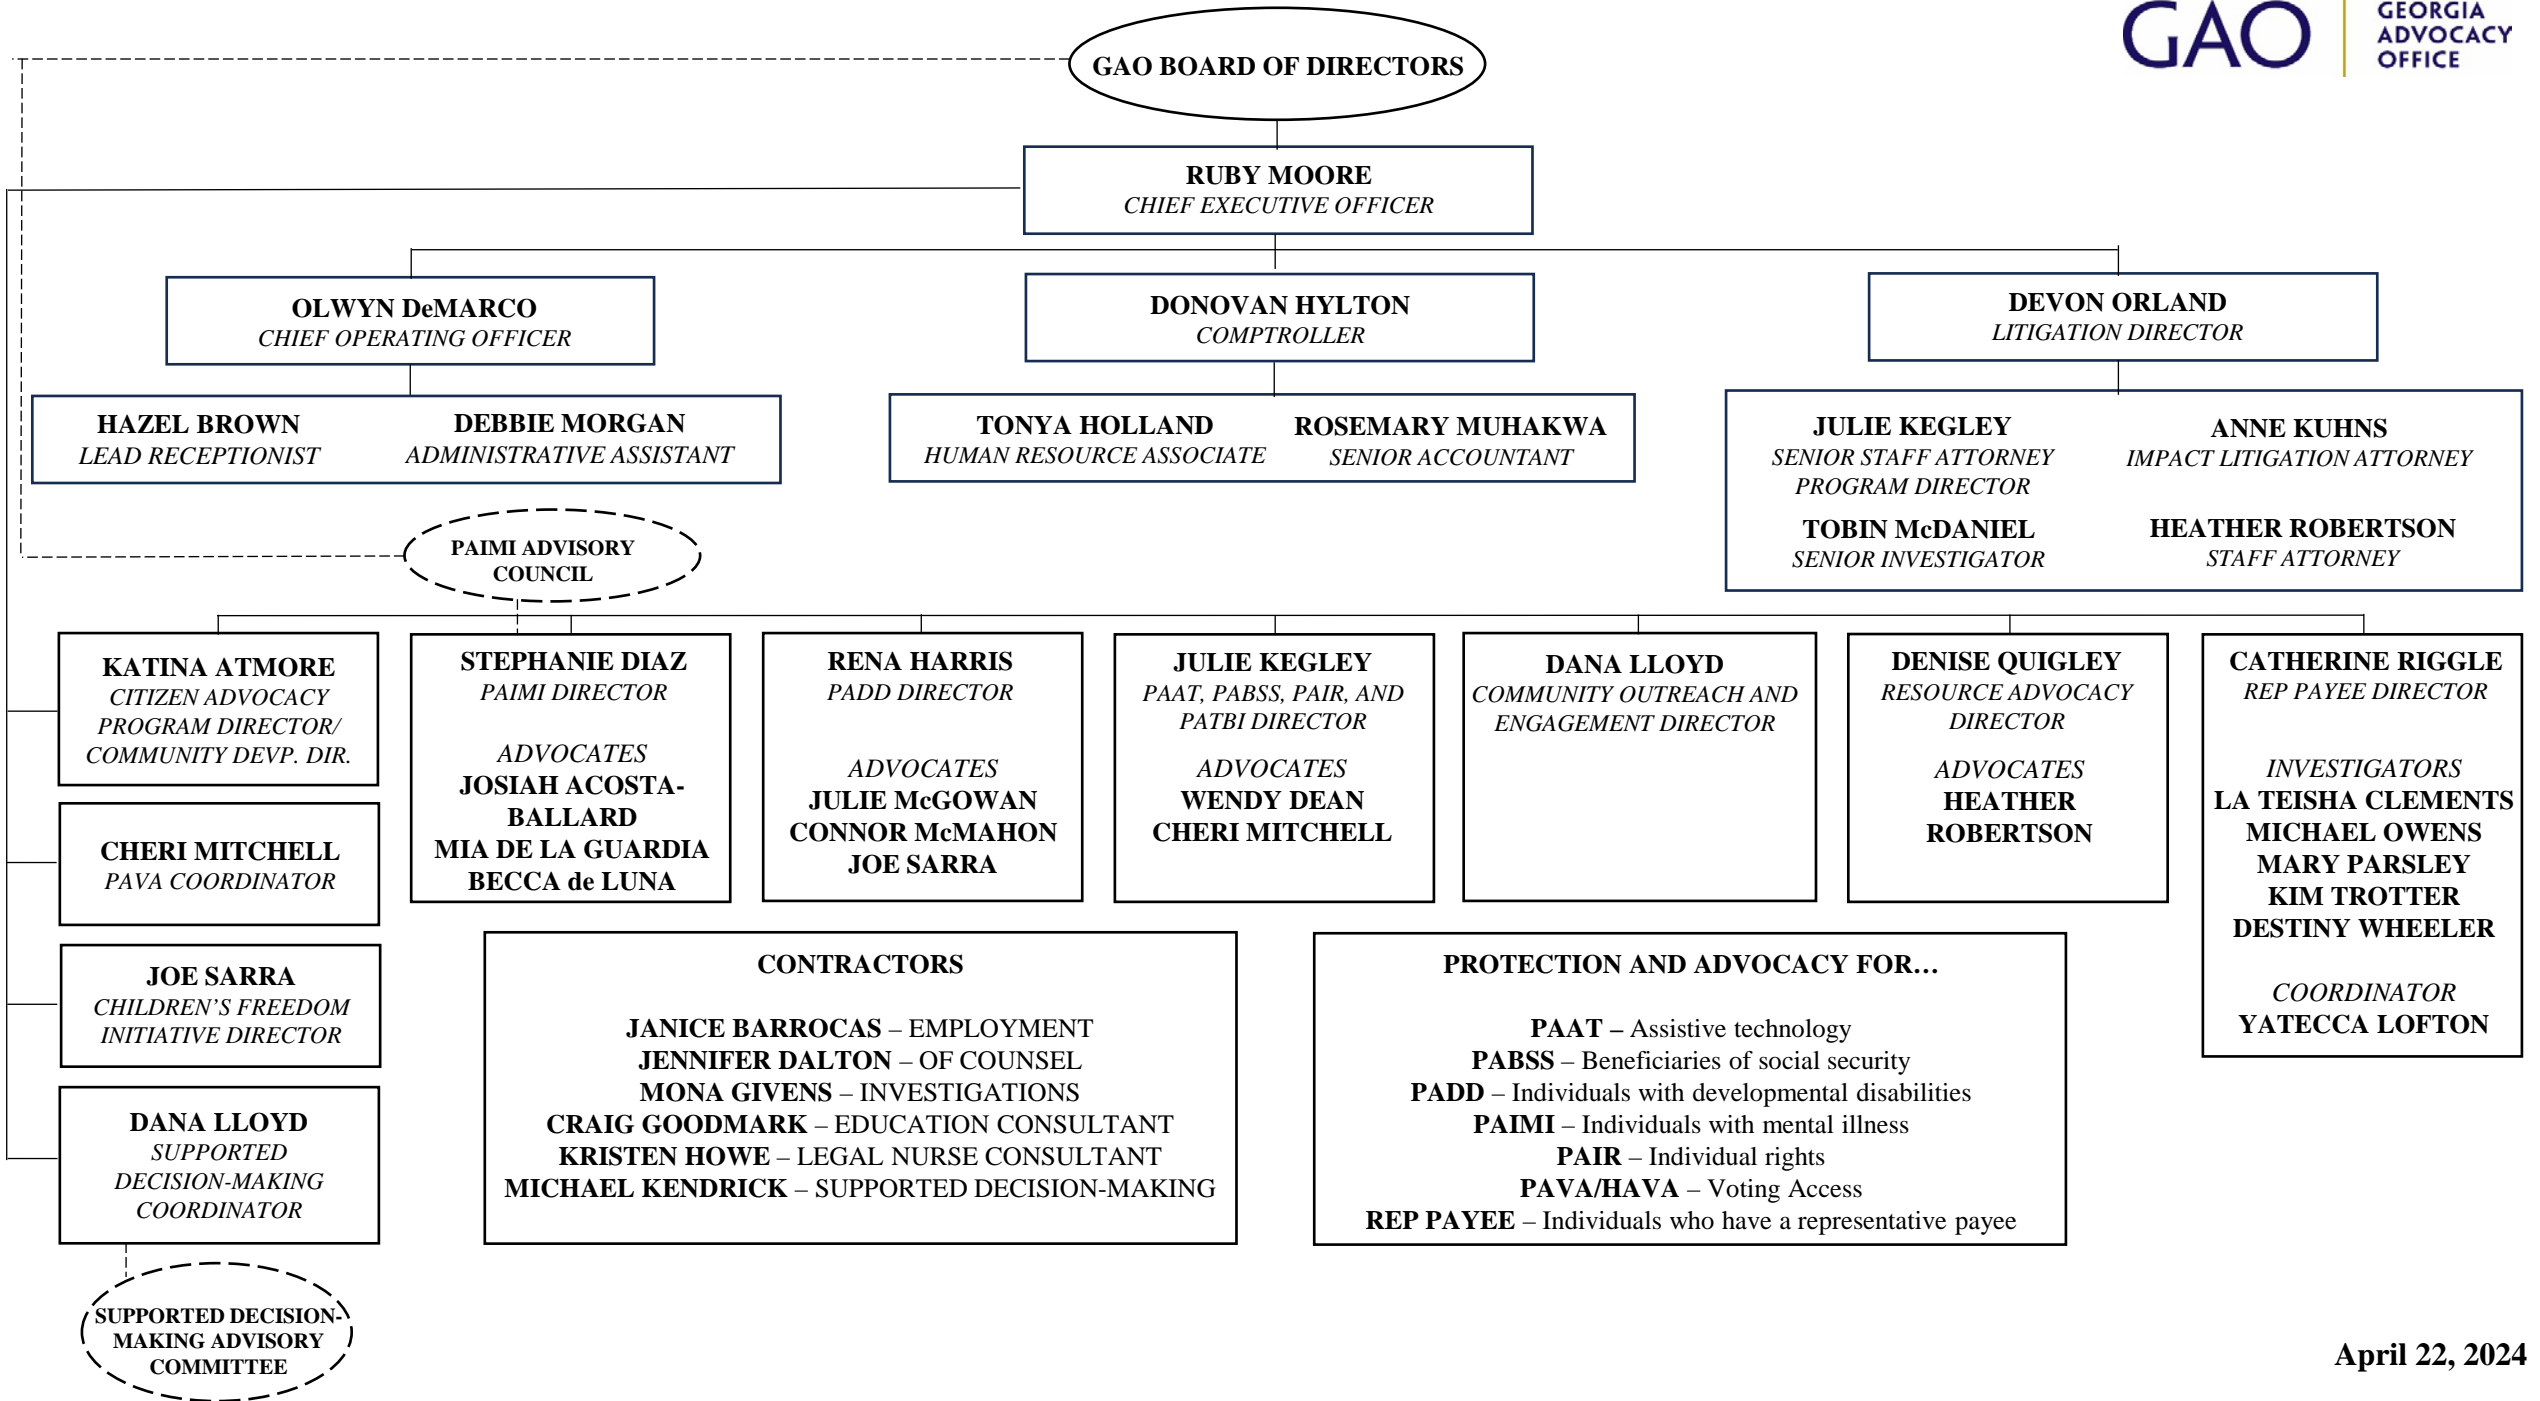 GAO
GEORGIA
ADVOCACY
OFFICE
GAO BOARD OF DIRECTORS
RUBY MOORE
CHIEF EXECUTIVE OFFICER
OLWYN DeMARCO
CHIEF OPERATING OFFICER
DONOVAN HYLTON
COMPTROLLER
DEVON ORLAND
LITIGATION DIRECTOR
HAZEL BROWN
LEAD RECEPTIONIST
DEBBIE MORGAN
ADMINISTRATIVE ASSISTANT
TONYA HOLLAND
HUMAN RESOURCE ASSOCIATE
ROSEMARY MUHAKWA
SENIOR ACCOUNTANT
JULIE KEGLEY
SENIOR STAFF ATTORNEY
PROGRAM DIRECTOR
ANNE KUHNS
IMPACT LITIGATION ATTORNEY
TOBIN McDANIEL
SENIOR INVESTIGATOR
HEATHER ROBERTSON
STAFF ATTORNEY
PAIMI ADVISORY
COUNCIL
KATINA ATMORE
CITIZEN ADVOCACY
PROGRAM DIRECTOR/
COMMUNITY DEVP. DIR.
STEPHANIE DIAZ
PAIMI DIRECTOR
ADVOCATES
JOSIAH ACOSTA-
BALLARD
MIA DE LA GUARDIA
BECCA de LUNA
RENA HARRIS
PADD DIRECTOR
ADVOCATES
JULIE McGOWAN
CONNOR McMAHON
JOE SARRA
JULIE KEGLEY
PAAT, PABSS, PAIR, AND
PATBI DIRECTOR
ADVOCATES
WENDY DEAN
CHERI MITCHELL
DANA LLOYD
COMMUNITY OUTREACH AND
ENGAGEMENT DIRECTOR
DENISE QUIGLEY
RESOURCE ADVOCACY
DIRECTOR
ADVOCATES
HEATHER
ROBERTSON
CATHERINE RIGGLE
REP PAYEE DIRECTOR
INVESTIGATORS
LA TEISHA CLEMENTS
MICHAEL OWENS
MARY PARSLEY
KIM TROTTER
DESTINY WHEELER
COORDINATOR
YATECCA LOFTON
CHERI MITCHELL
PAVA COORDINATOR
JOE SARRA
CHILDREN’S FREEDOM
INITIATIVE DIRECTOR
DANA LLOYD
SUPPORTED
DECISION-MAKING
COORDINATOR
SUPPORTED DECISION-
MAKING ADVISORY
COMMITTEE
CONTRACTORS
JANICE BARROCAS – EMPLOYMENT
JENNIFER DALTON – OF COUNSEL
MONA GIVENS – INVESTIGATIONS
CRAIG GOODMARK – EDUCATION CONSULTANT
KRISTEN HOWE – LEGAL NURSE CONSULTANT
MICHAEL KENDRICK – SUPPORTED DECISION-MAKING
PROTECTION AND ADVOCACY FOR…
PAAT – Assistive technology
PABSS – Beneficiaries of social security
PADD – Individuals with developmental disabilities
PAIMI – Individuals with mental illness
PAIR – Individual rights
PAVA/HAVA – Voting Access
REP PAYEE – Individuals who have a representative payee
April 22, 2024